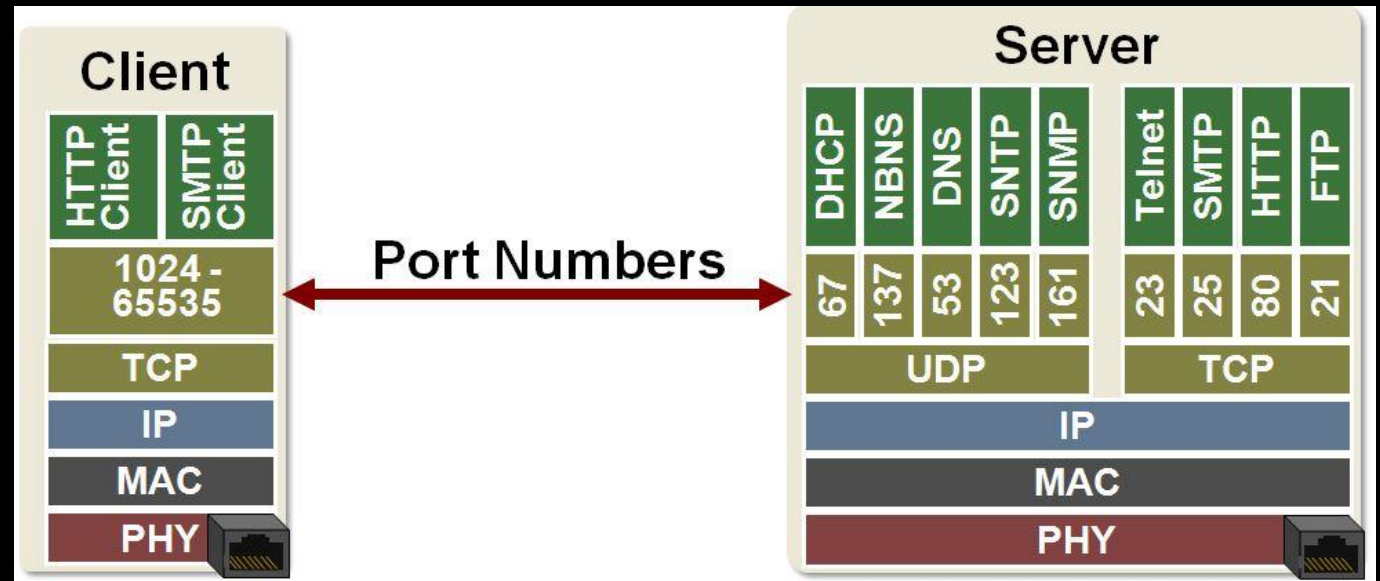 Client
HTTP
Client
SMTP
Client
1024 -
65535
TCP
IP
MAC
PHY
Port Numbers
Server
DHCP
NBNS
DNS
SNTP
SNMP
Telnet
SMTP
HTTP
FTP
67
137
53
123
161
23
25
80
21
UDP
TCP
IP
MAC
PHY